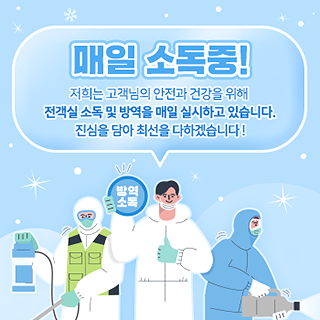 매일 소독중!
저희는 고객님의 안전과 건강을 위해
전객실 소독 및 방역을 매일 실시하고 있습니다.
진심을 담아 최선을 다하겠습니다!
방역
소독